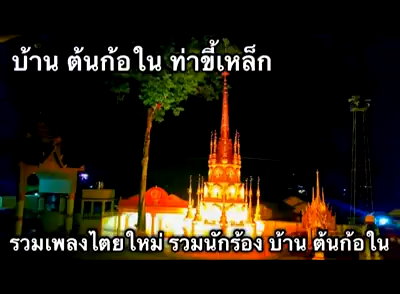 บ้าน ต้นก้อใน ท่าขี้เหล็ก
รวมเพลงไตยใหม่ รวมนักร้อง บ้าน ต้นก้อใน